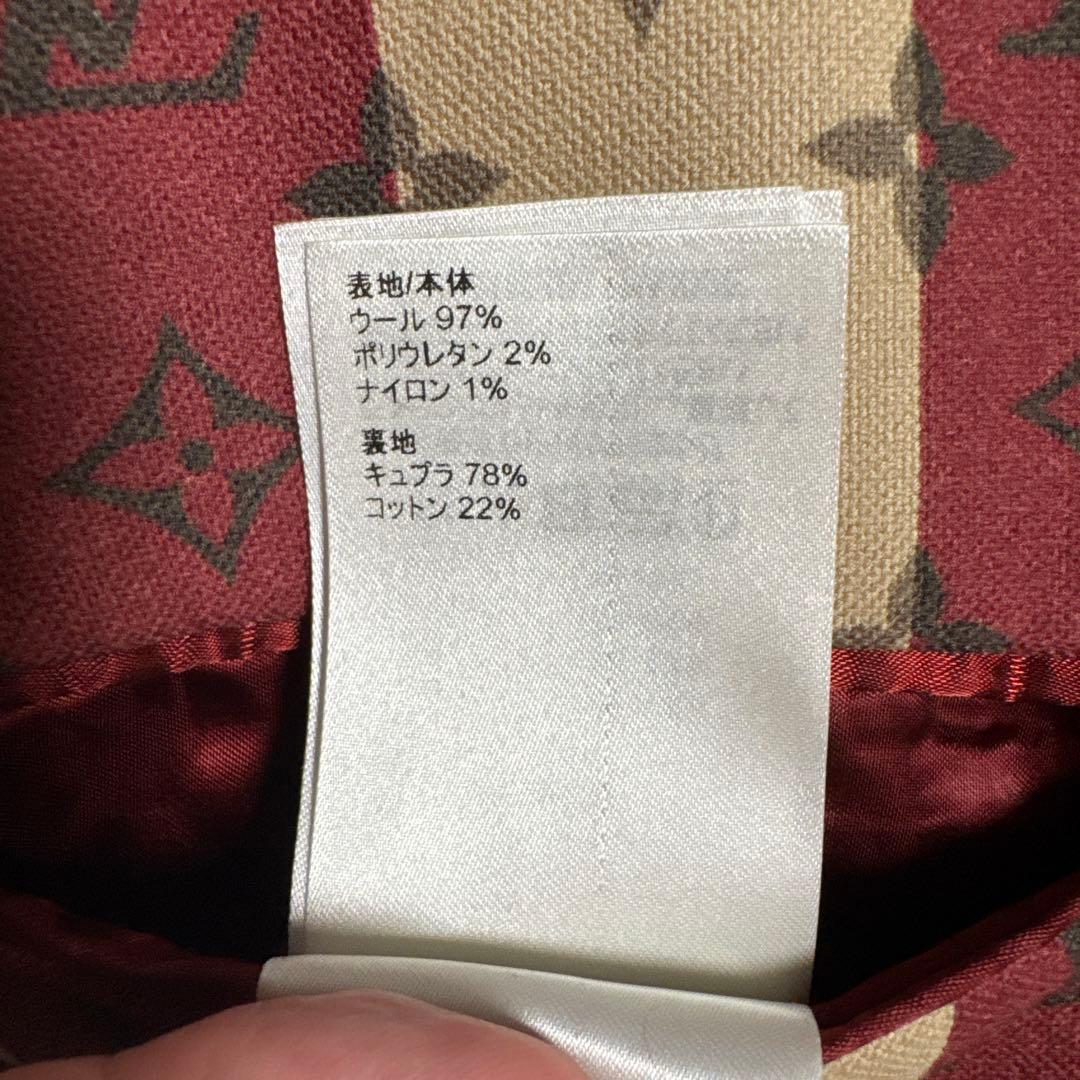 表地/本体
ウール 97%
ポリウレタン 2%
ナイロン 1%
裏地
キュプラ 78%
コットン 22%